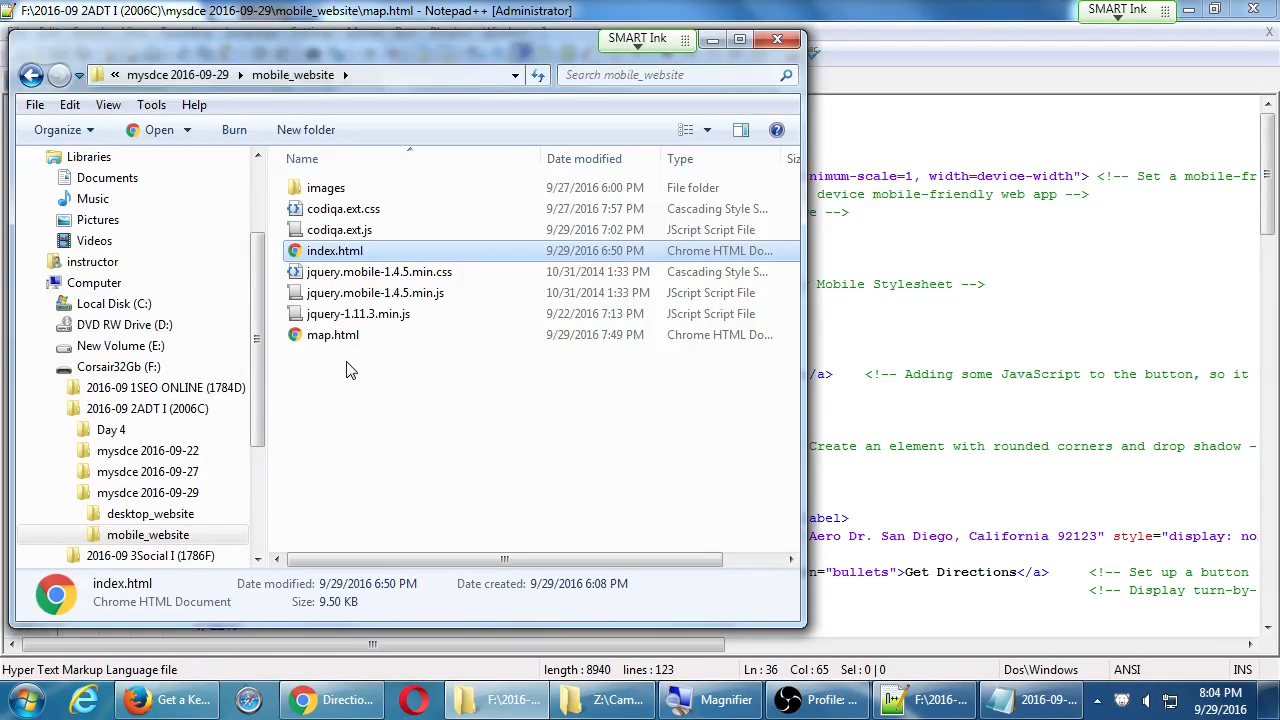 F:\2016-09 2ADT I (2006C)\mysdce 2016-09-29\mobile_website\map.html - Notepad++ [Administrator]
SMART Ink
SMART Ink
mysdce 2016-09-29 mobile_website
Search mobile_website
File Edit View Tools Help
Organize Open Burn New folder
Name Date modified Type Siz
Libraries
Documents
Music
Pictures
Videos
instructor
Computer
Local Disk (C:)
DVD RW Drive (D:)
New Volume (E:)
Corsair32Gb (F:)
2016-09 1SEO ONLINE (1784D)
2016-09 2ADT I (2006C)
Day 4
mysdce 2016-09-22
mysdce 2016-09-27
mysdce 2016-09-29
desktop_website
mobile_website
2016-09 3Social I (1786F)
images 9/27/2016 6:00 PM File folder
codiqa.ext.css 9/27/2016 7:57 PM Cascading Style S...
codiqa.ext.js 9/29/2016 7:02 PM JScript Script File
index.html 9/29/2016 6:50 PM Chrome HTML Do...
jquery.mobile-1.4.5.min.css 10/31/2014 1:33 PM Cascading Style S...
jquery.mobile-1.4.5.min.js 10/31/2014 1:33 PM JScript Script File
jquery-1.11.3.min.js 9/22/2016 7:13 PM JScript Script File
map.html 9/29/2016 7:49 PM Chrome HTML Do...
nimum-scale=1, width=device-width"> <!-- Set a mobile-fr
device mobile-friendly web app -->
e -->
Mobile Stylesheet -->
/a> <!-- Adding some JavaScript to the button, so it
Create an element with rounded corners and drop shadow -
abel>
Aero Dr. San Diego, California 92123" style="display: no
n="bullets">Get Directions</a> <!-- Set up a button
<!-- Display turn-by-
index.html Date modified: 9/29/2016 6:50 PM Date created: 9/29/2016 6:08 PM
Chrome HTML Document Size: 9.50 KB
Hyper Text Markup Language file length : 8940 lines : 123 Ln : 36 Col : 65 Sel : 0 | 0 Dos\Windows ANSI INS
Get a Ke... Directio... F:\2016-... Z:\Cam... Magnifier Profile: ... F:\2016-... 2016-09-...
8:04 PM
9/29/2016